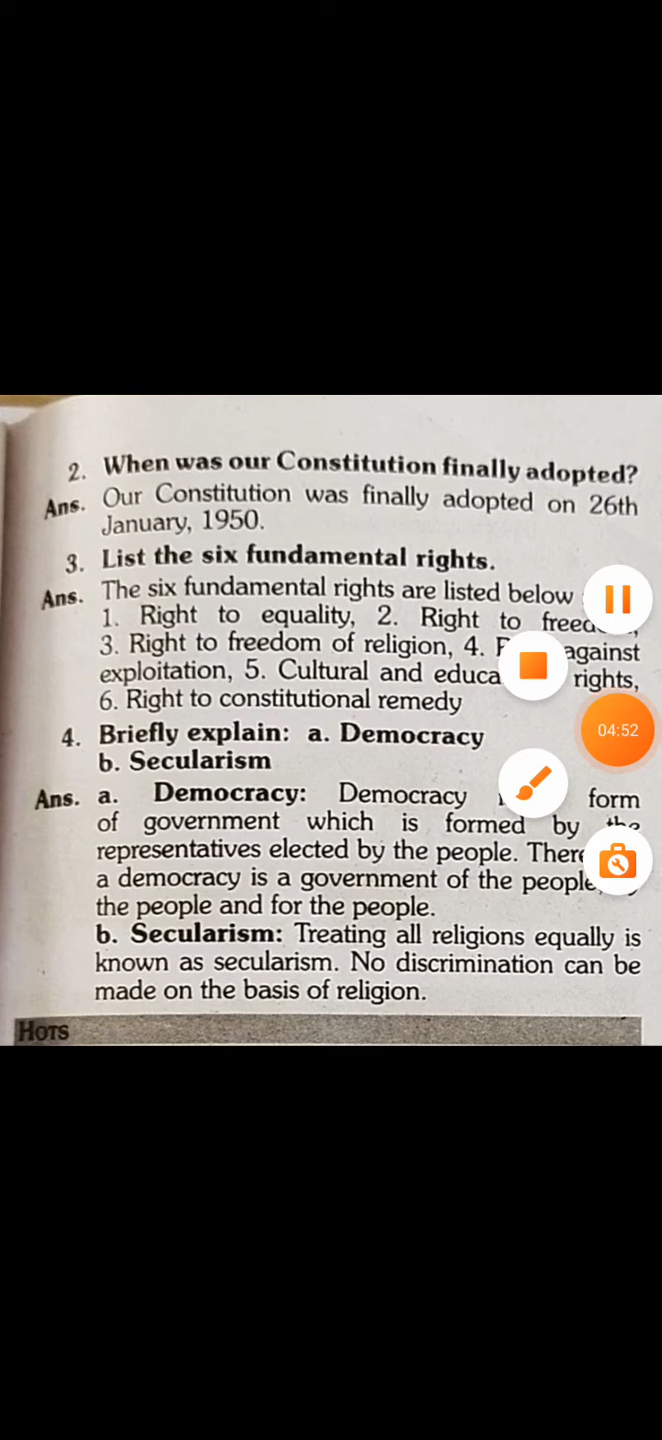 2. When was our Constitution finally adopted?
Ans. Our Constitution was finally adopted on 26th
January, 1950.
3. List the six fundamental rights.
Ans. The six fundamental rights are listed below
1. Right to equality, 2. Right to
3. Right to freedom of religion, 4. against
exploitation, 5. Cultural and rights,
6. Right to constitutional remedy
04:52
4. Briefly explain: a. Democracy
b. Secularism
Ans. a. Democracy: Democracy form
of government which is formed by the
representatives elected by the people.
a democracy is a government of the people,
the people and for the people.
b. Secularism: Treating all religions equally is
known as secularism. No discrimination can be
made on the basis of religion.
HOTS